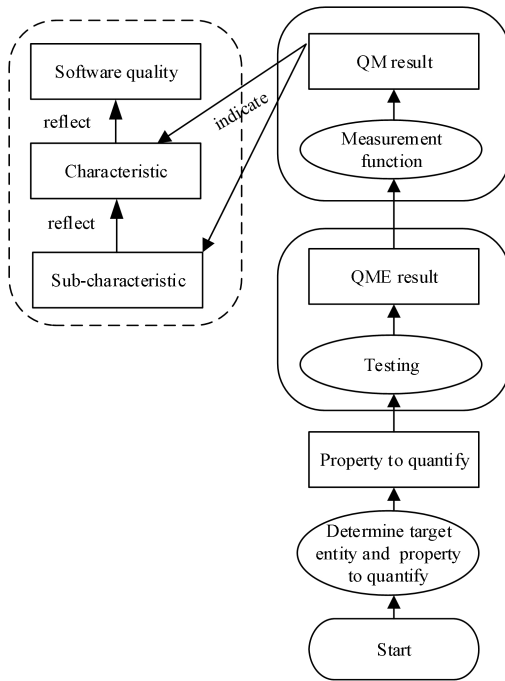 Software quality
reflect
Characteristic
reflect
Sub-characteristic
indicate
QM result
Measurement
function
QME result
Testing
Property to quantify
Determine target
entity and property
to quantify
Start